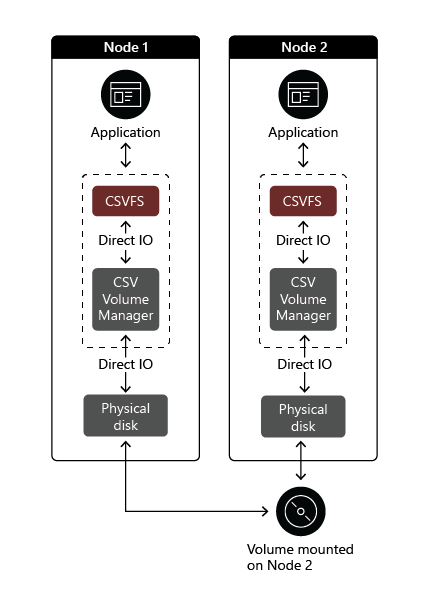 Node 1
Application
CSVFS
Direct IO
CSV
Volume
Manager
Direct IO
Physical
disk
Node 2
Application
CSVFS
Direct IO
CSV
Volume
Manager
Direct IO
Physical
disk
Volume mounted
on Node 2